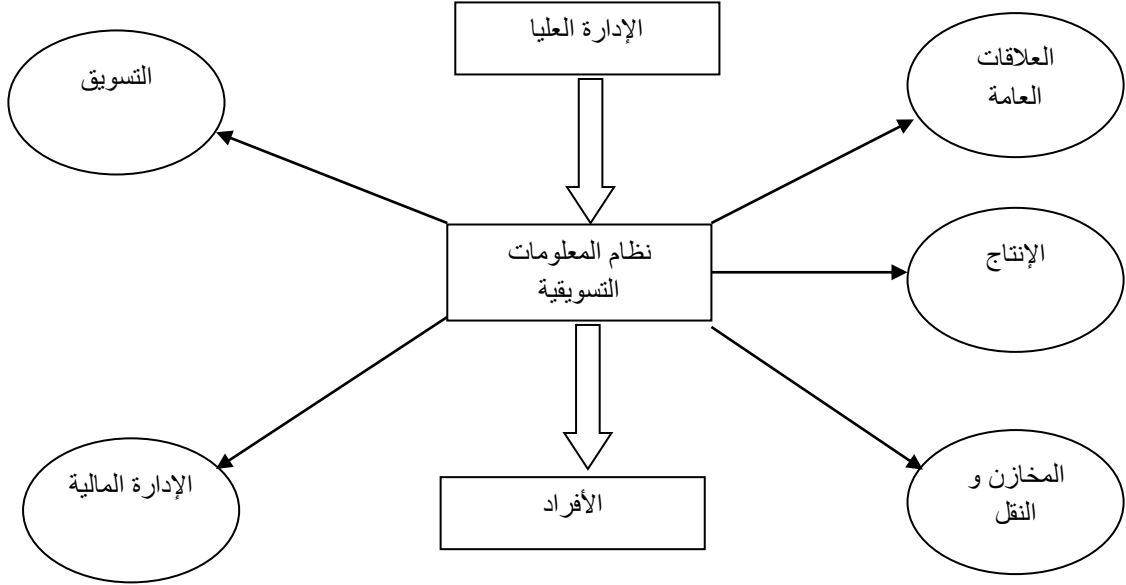 الإدارة العليا
العلاقات
العامة
التسويق
نظام المعلومات
التسويقية
الإنتاج
المخازن و
النقل
الأفراد
الإدارة المالية